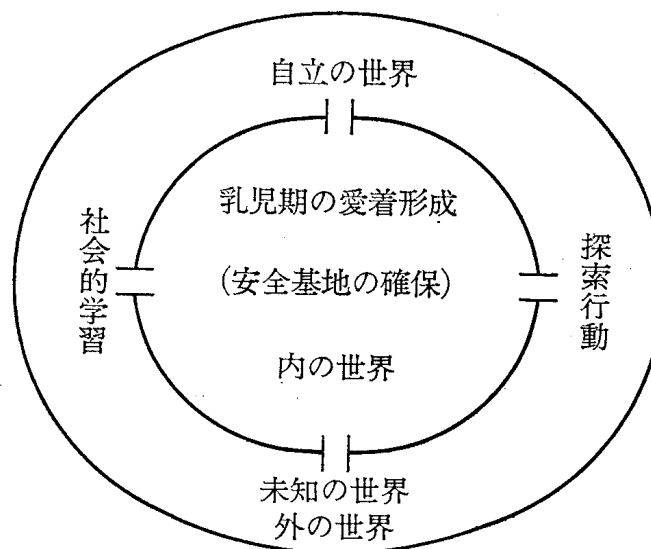 自立の世界
乳児期の愛着形成
社会的学習
(安全基地の確保)
探索行動
内の世界
未知の世界
外の世界